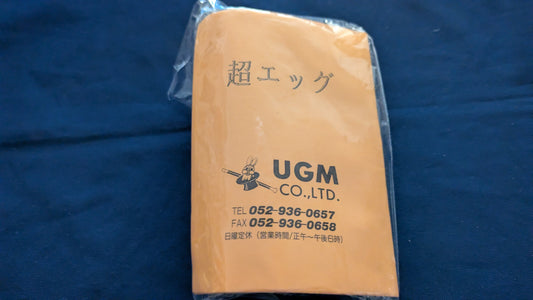 超エッグ
UGM
CO.,LTD.
TEL 052-936-0657
FAX 052-936-0658
日曜定休（営業時間/正午〜午後8時）